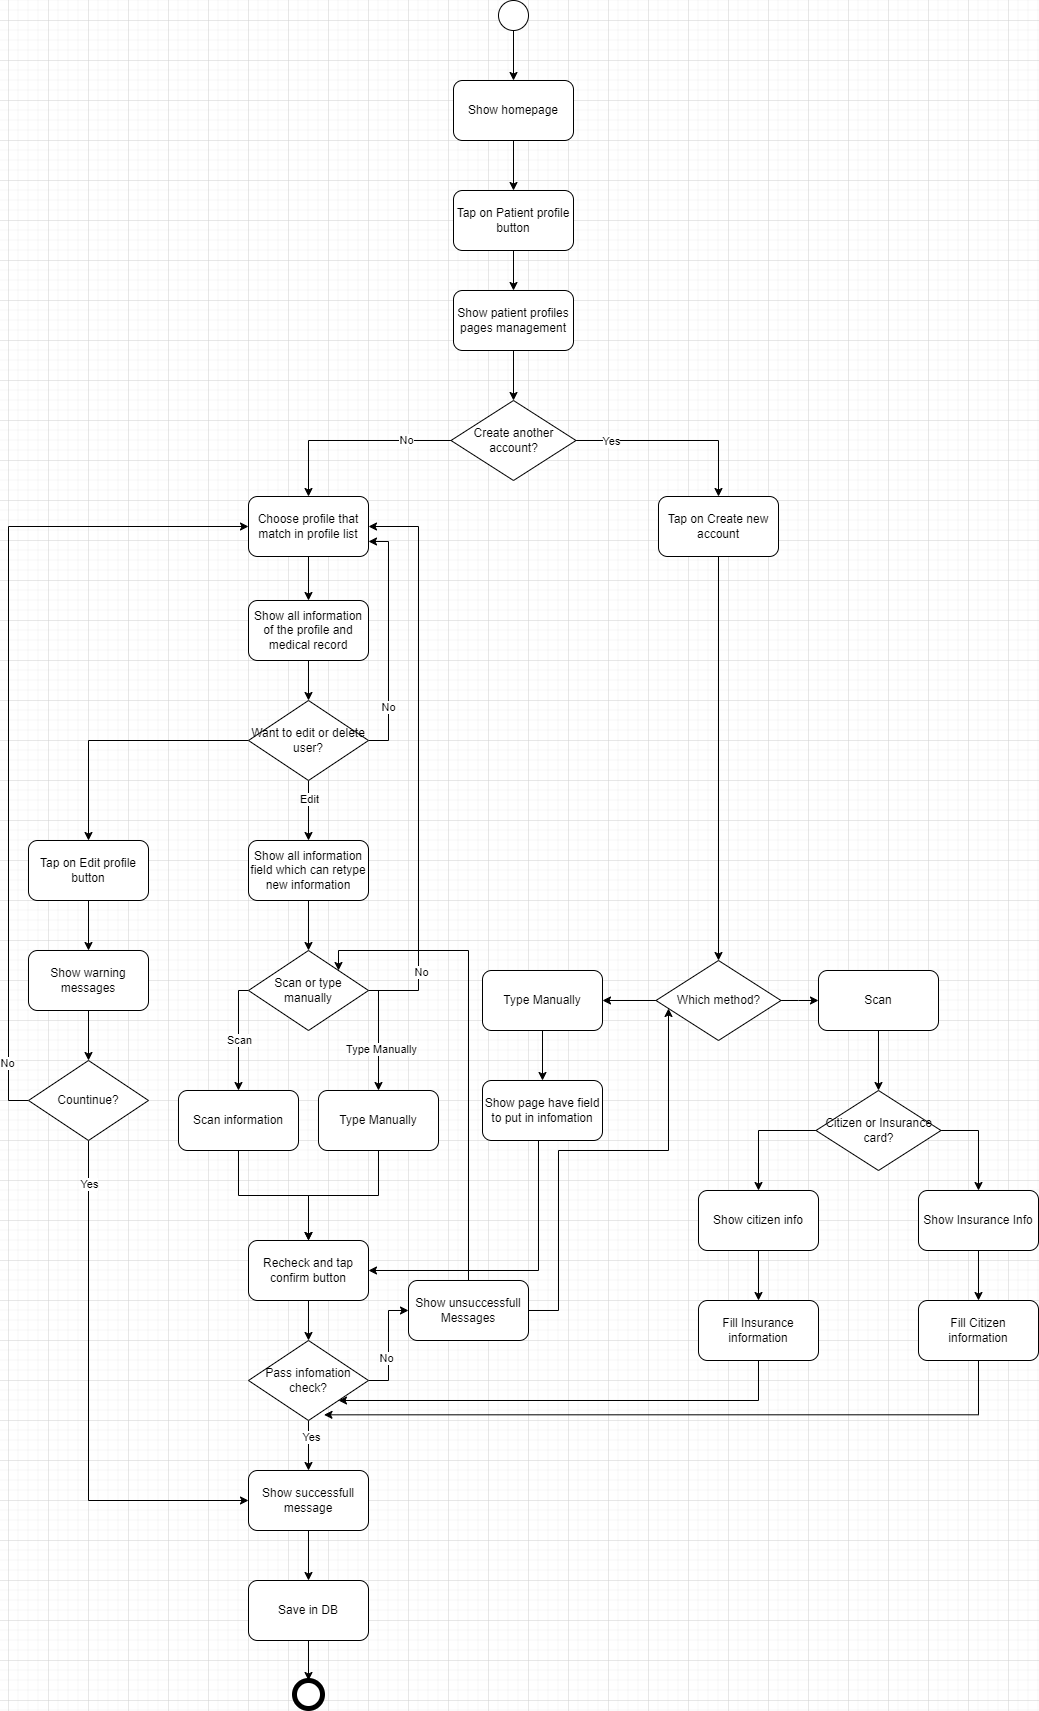 Show homepage
Tap on Patient profile
button
Show patient profiles
pages management
Create another
account?
No
Yes
Choose profile that
match in profile list
Tap on Create new
account
Show all information
of the profile and
medical record
No
Want to edit or delete
user?
Edit
Tap on Edit profile
button
Show all information
field which can retype
new information
Show warning
messages
Scan or type
manually
No
Type Manually
Which method?
Scan
Scan
Type Manually
No
Countinue?
Scan information
Type Manually
Show page have field
to put in infomation
Citizen or Insurance
card?
Yes
Show citizen info
Show Insurance Info
Recheck and tap
confirm button
Show unsuccessfull
Messages
Fill Insurance
information
Fill Citizen
information
No
Pass infomation
check?
Yes
Show successfull
message
Save in DB